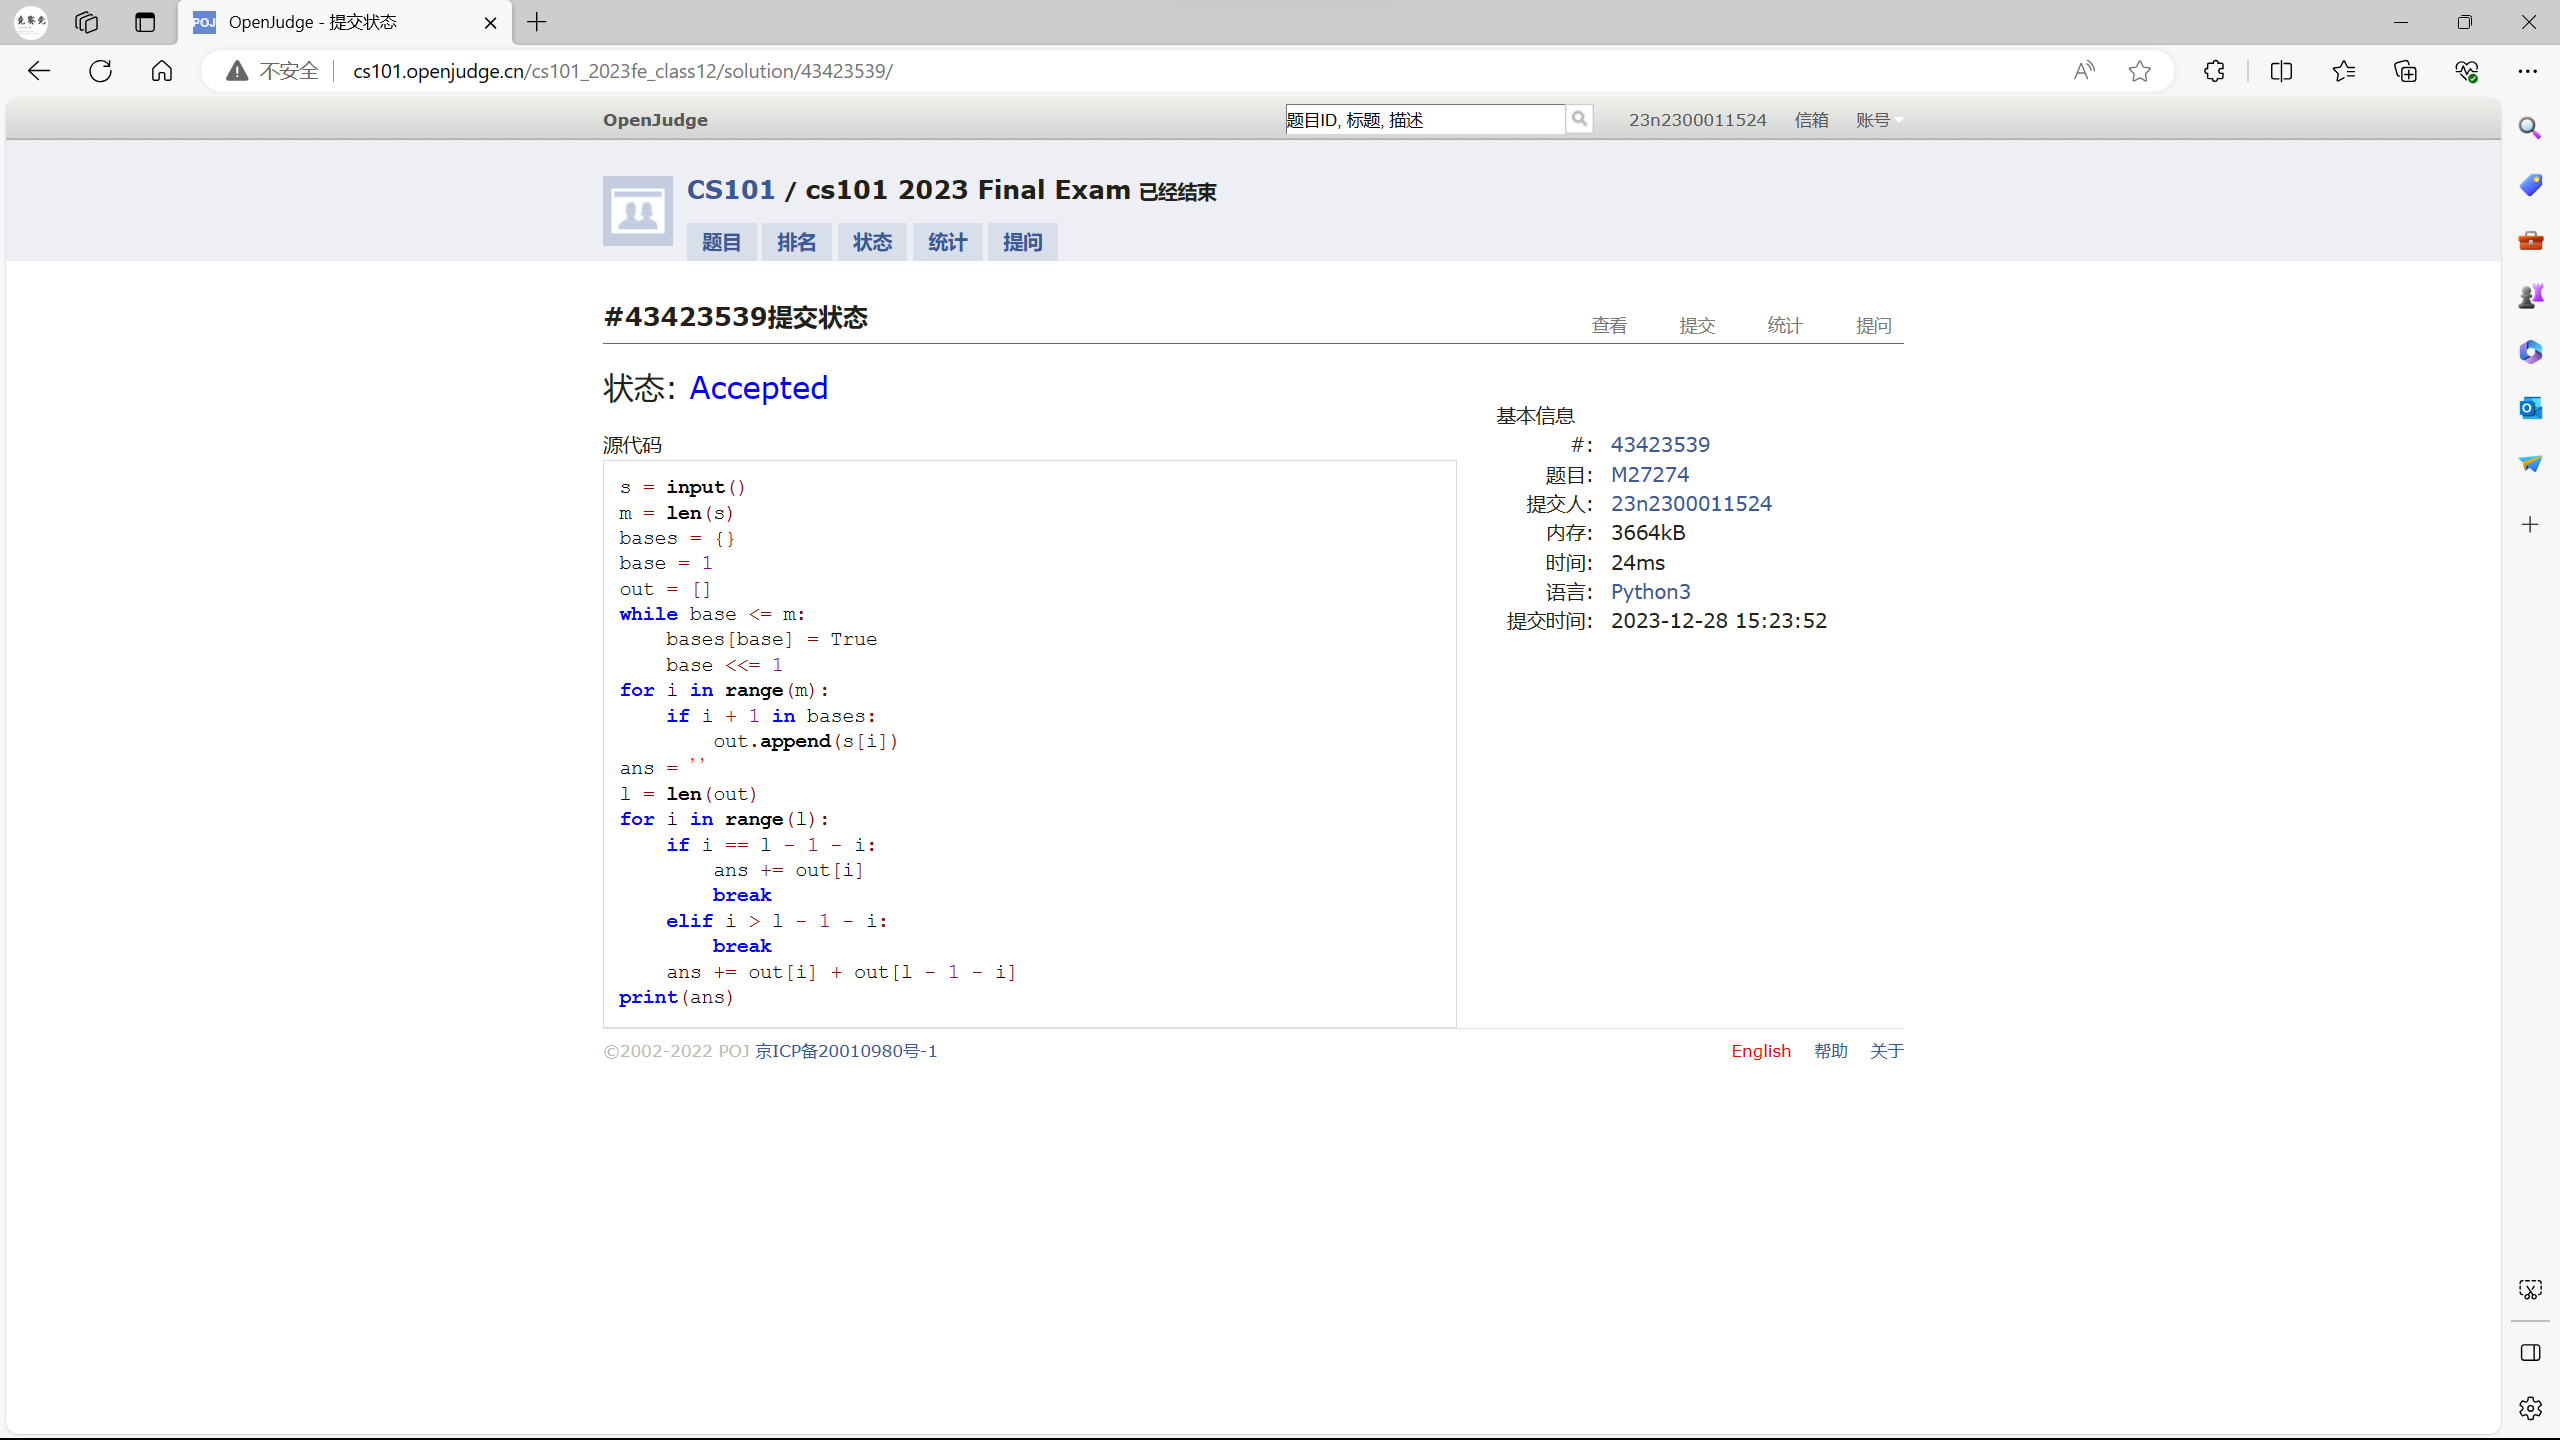 OpenJudge - 提交状态
不安全 cs101.openjudge.cn/cs101_2023fe_class12/solution/43423539/
OpenJudge
题目ID, 标题, 描述
23n2300011524 信箱 账号
CS101 / cs101 2023 Final Exam 已经结束
题目 排名 状态 统计 提问
#43423539提交状态
查看 提交 统计 提问
状态: Accepted
源代码
s = input()
m = len(s)
bases = {}
base = 1
out = []
while base <= m:
    bases[base] = True
    base <<= 1
for i in range(m):
    if i + 1 in bases:
        out.append(s[i])
ans = ''
l = len(out)
for i in range(l):
    if i == l - 1 - i:
        ans += out[i]
        break
    elif i > l - 1 - i:
        break
    ans += out[i] + out[l - 1 - i]
print(ans)
基本信息
#: 43423539
题目: M27274
提交人: 23n2300011524
内存: 3664kB
时间: 24ms
语言: Python3
提交时间: 2023-12-28 15:23:52
©2002-2022 POJ 京ICP备20010980号-1
English 帮助 关于